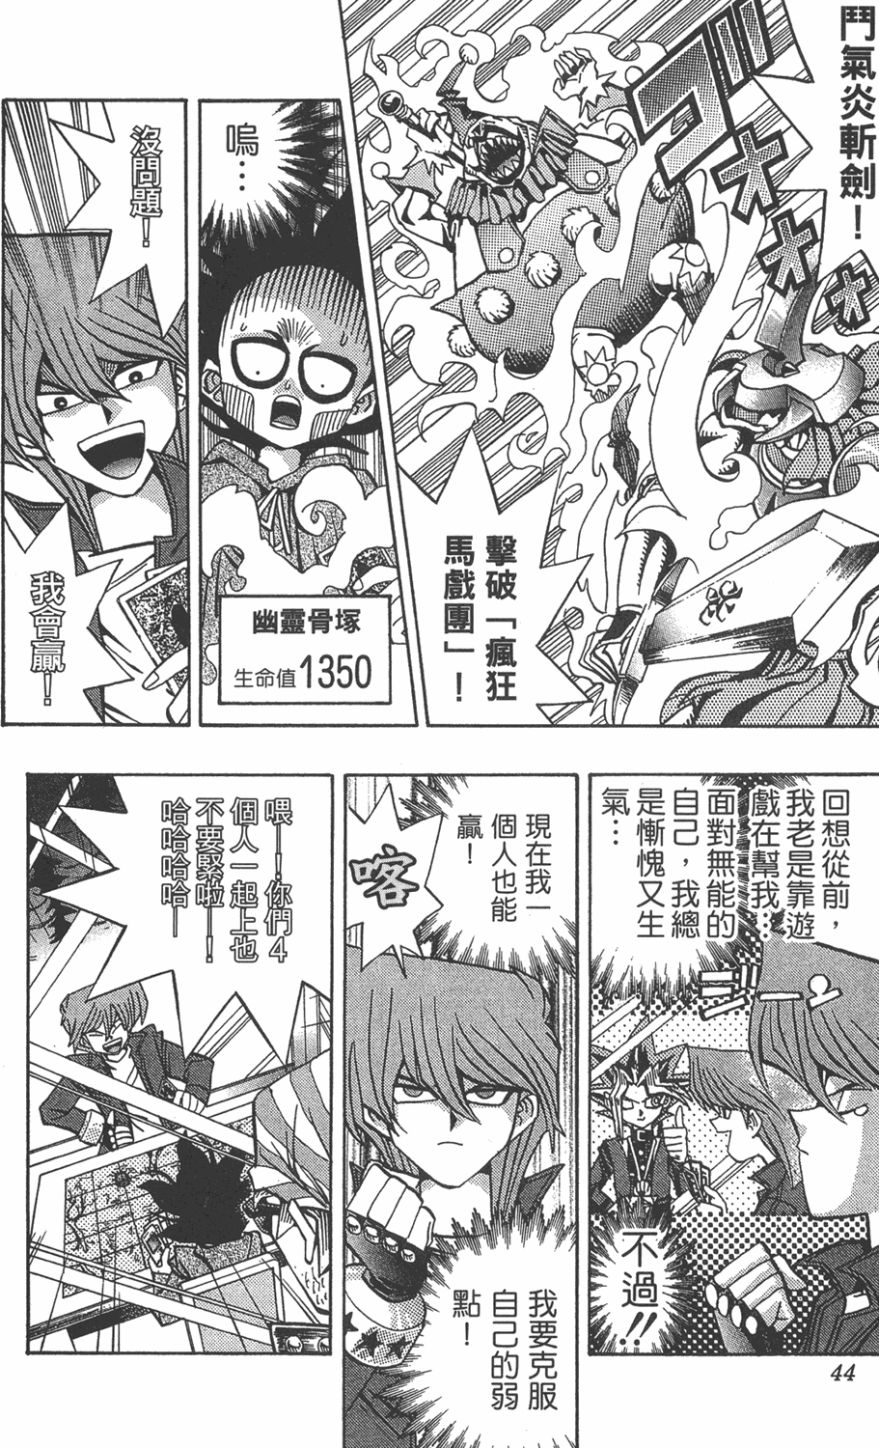 鬥氣炎斬劍！
ズババババ
擊破「瘋狂
馬戲團」！
嗚…
幽靈骨塚
生命值1350
沒問題！
我會贏！
回想從前，
我老是靠遊
戲在幫我…
面對無能的
自己，我總
是慚愧又生
氣…
不過!!
現在我一
個人也能
贏！
喀
我要克服
自己的弱
點！
喂—！你們4
個人一起上也
不要緊啦—！
哈哈哈哈—
44